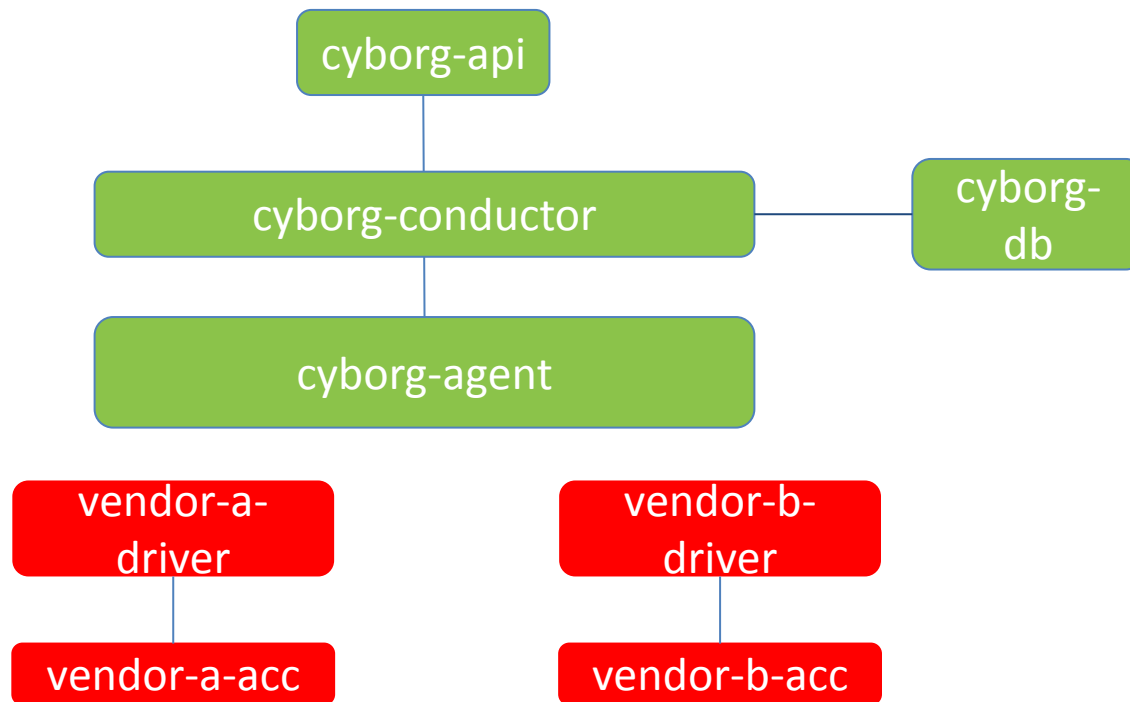 cyborg-api
cyborg-conductor
cyborg-
db
cyborg-agent
vendor-a-
driver
vendor-b-
driver
vendor-a-acc
vendor-b-acc